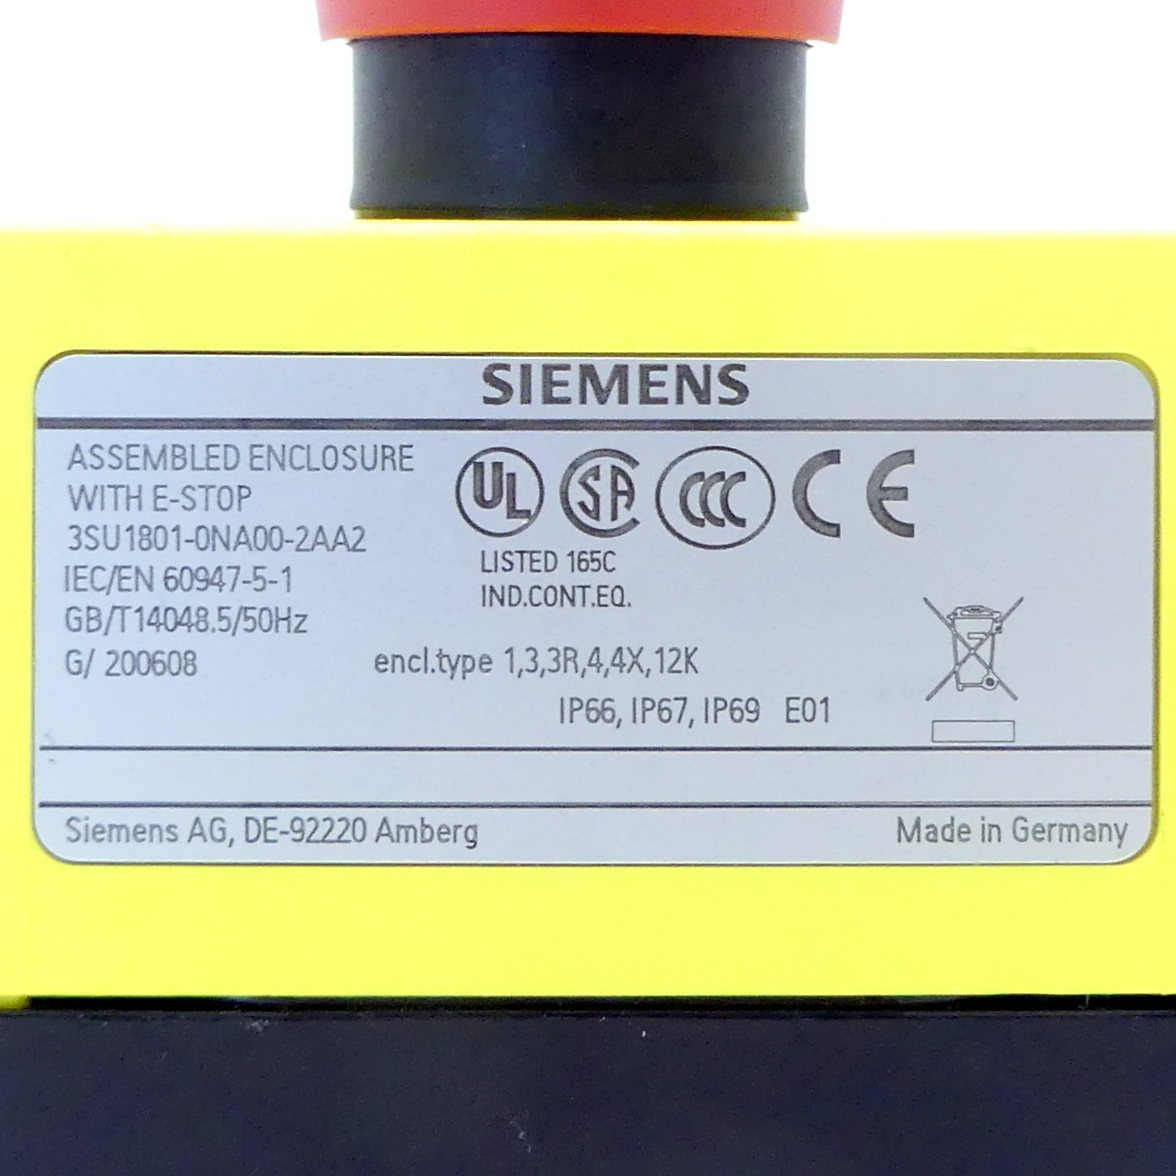 SIEMENS
ASSEMBLED ENCLOSURE
WITH E-STOP
3SU1801-0NA00-2AA2
IEC/EN 60947-5-1
GB/T14048.5/50Hz
G/ 200608
UL SA CCC CE
LISTED 165C
IND.CONT.EQ.
encl.type 1,3,3R,4,4X,12K
IP66, IP67, IP69 E01
Siemens AG, DE-92220 Amberg
Made in Germany